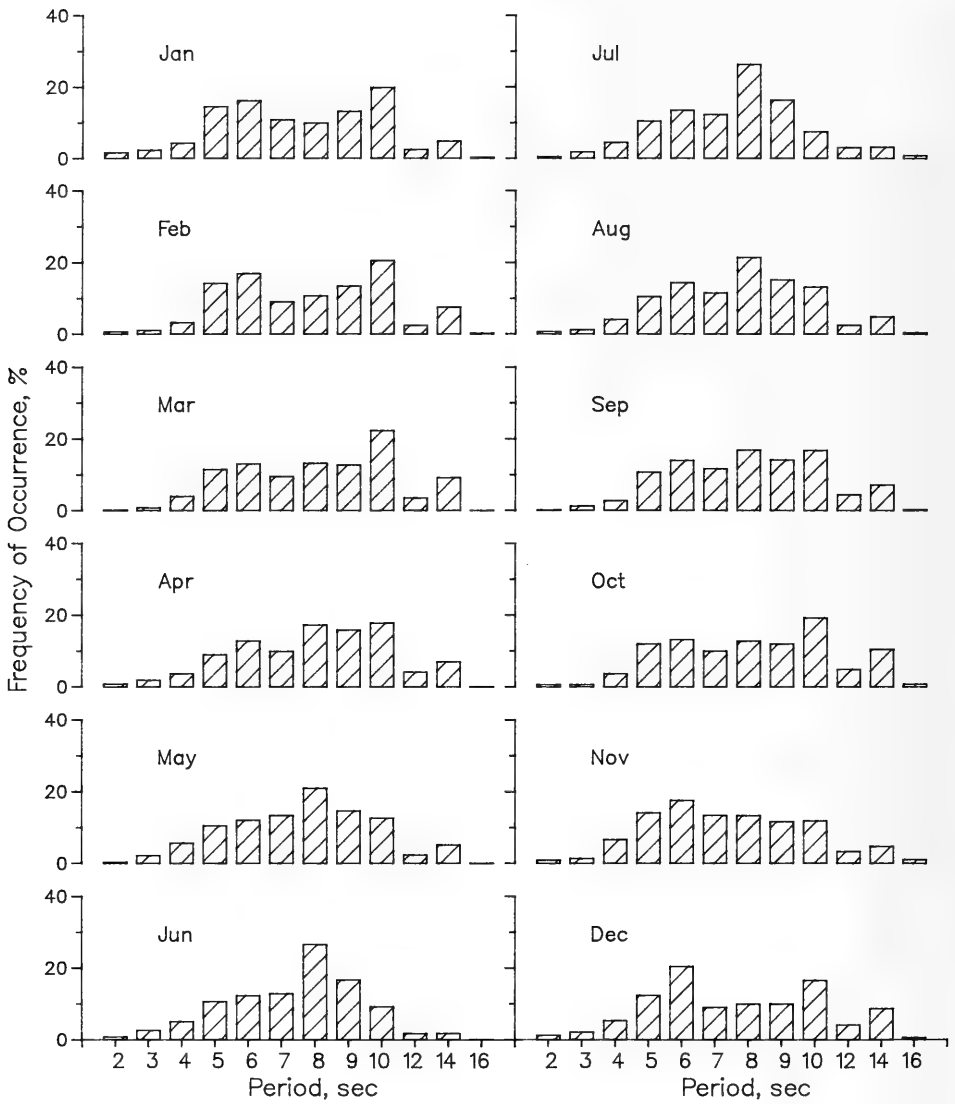 Frequency of Occurrence, %
40
20
0
Jan
Jul
40
20
0
Feb
Aug
40
20
0
Mar
Sep
40
20
0
Apr
Oct
40
20
0
May
Nov
40
20
0
Jun
Dec
2 3 4 5 6 7 8 9 10 12 14 16
2 3 4 5 6 7 8 9 10 12 14 16
Period, sec
Period, sec